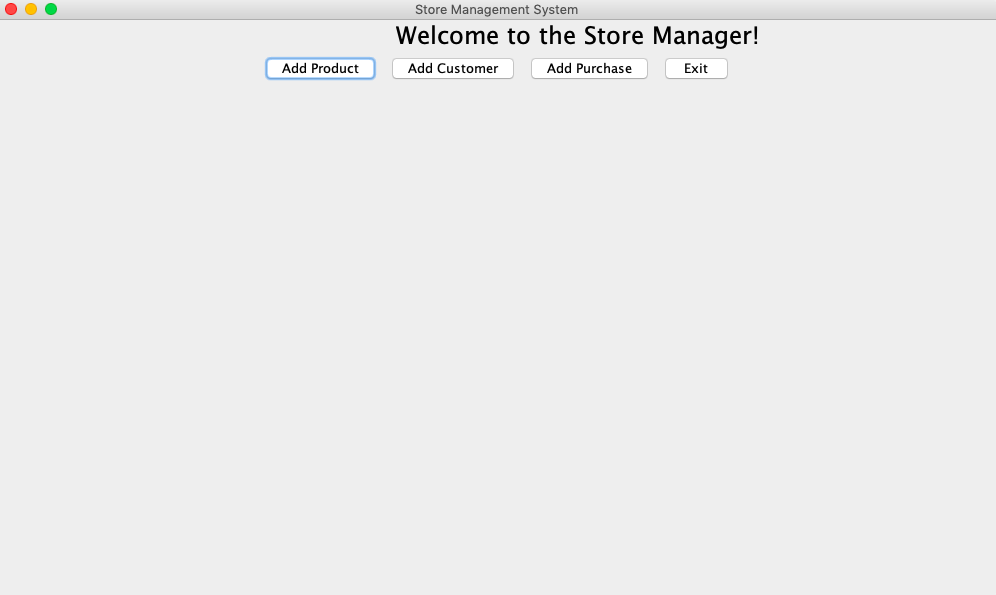 Store Management System
Welcome to the Store Manager!
Add Product Add Customer Add Purchase Exit